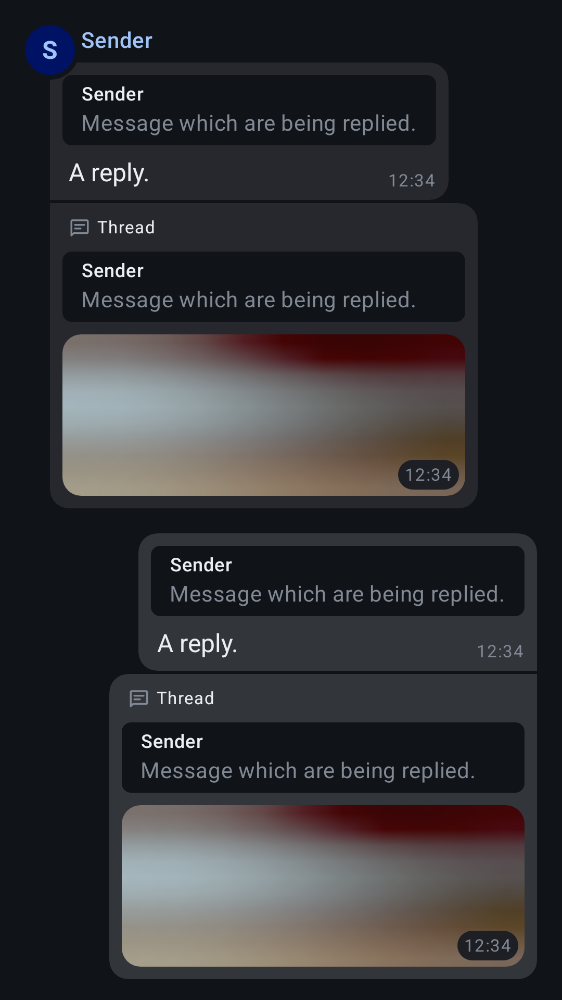 S
Sender
Sender
Message which are being replied.
A reply.
12:34
Thread
Sender
Message which are being replied.
12:34
Sender
Message which are being replied.
A reply.
12:34
Thread
Sender
Message which are being replied.
12:34